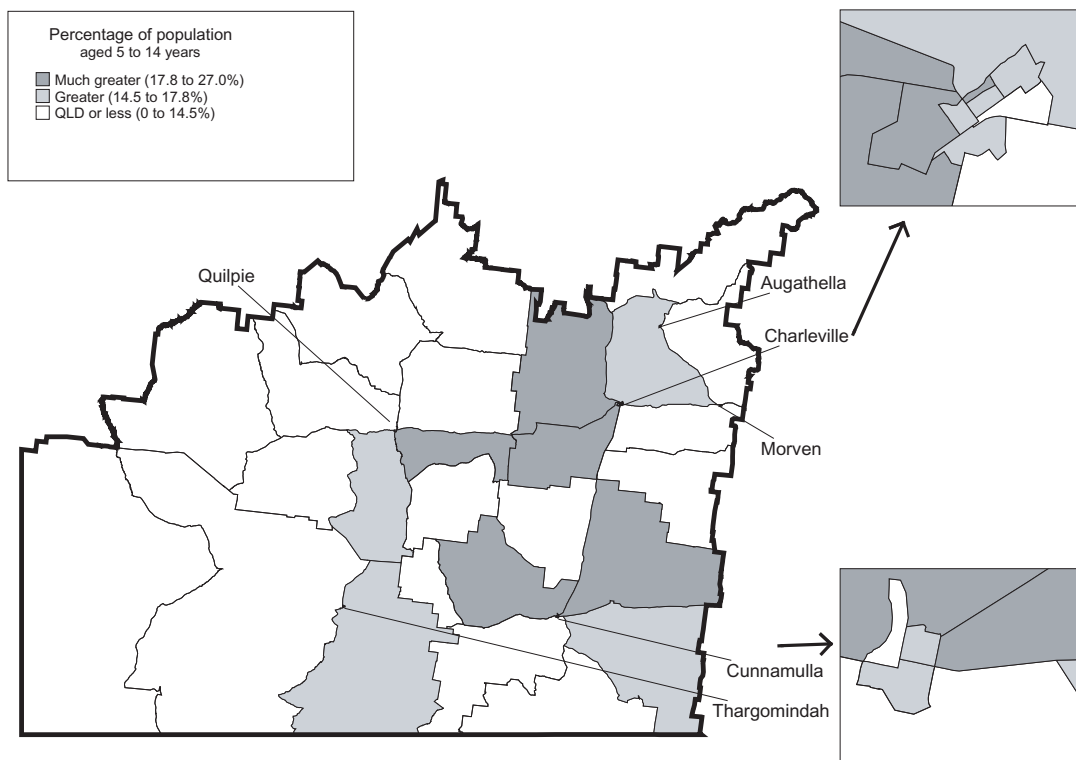 Percentage of population
aged 5 to 14 years
Much greater (17.8 to 27.0%)
Greater (14.5 to 17.8%)
QLD or less (0 to 14.5%)
Quilpie
Augathella
Charleville
Morven
Cunnamulla
Thargomindah